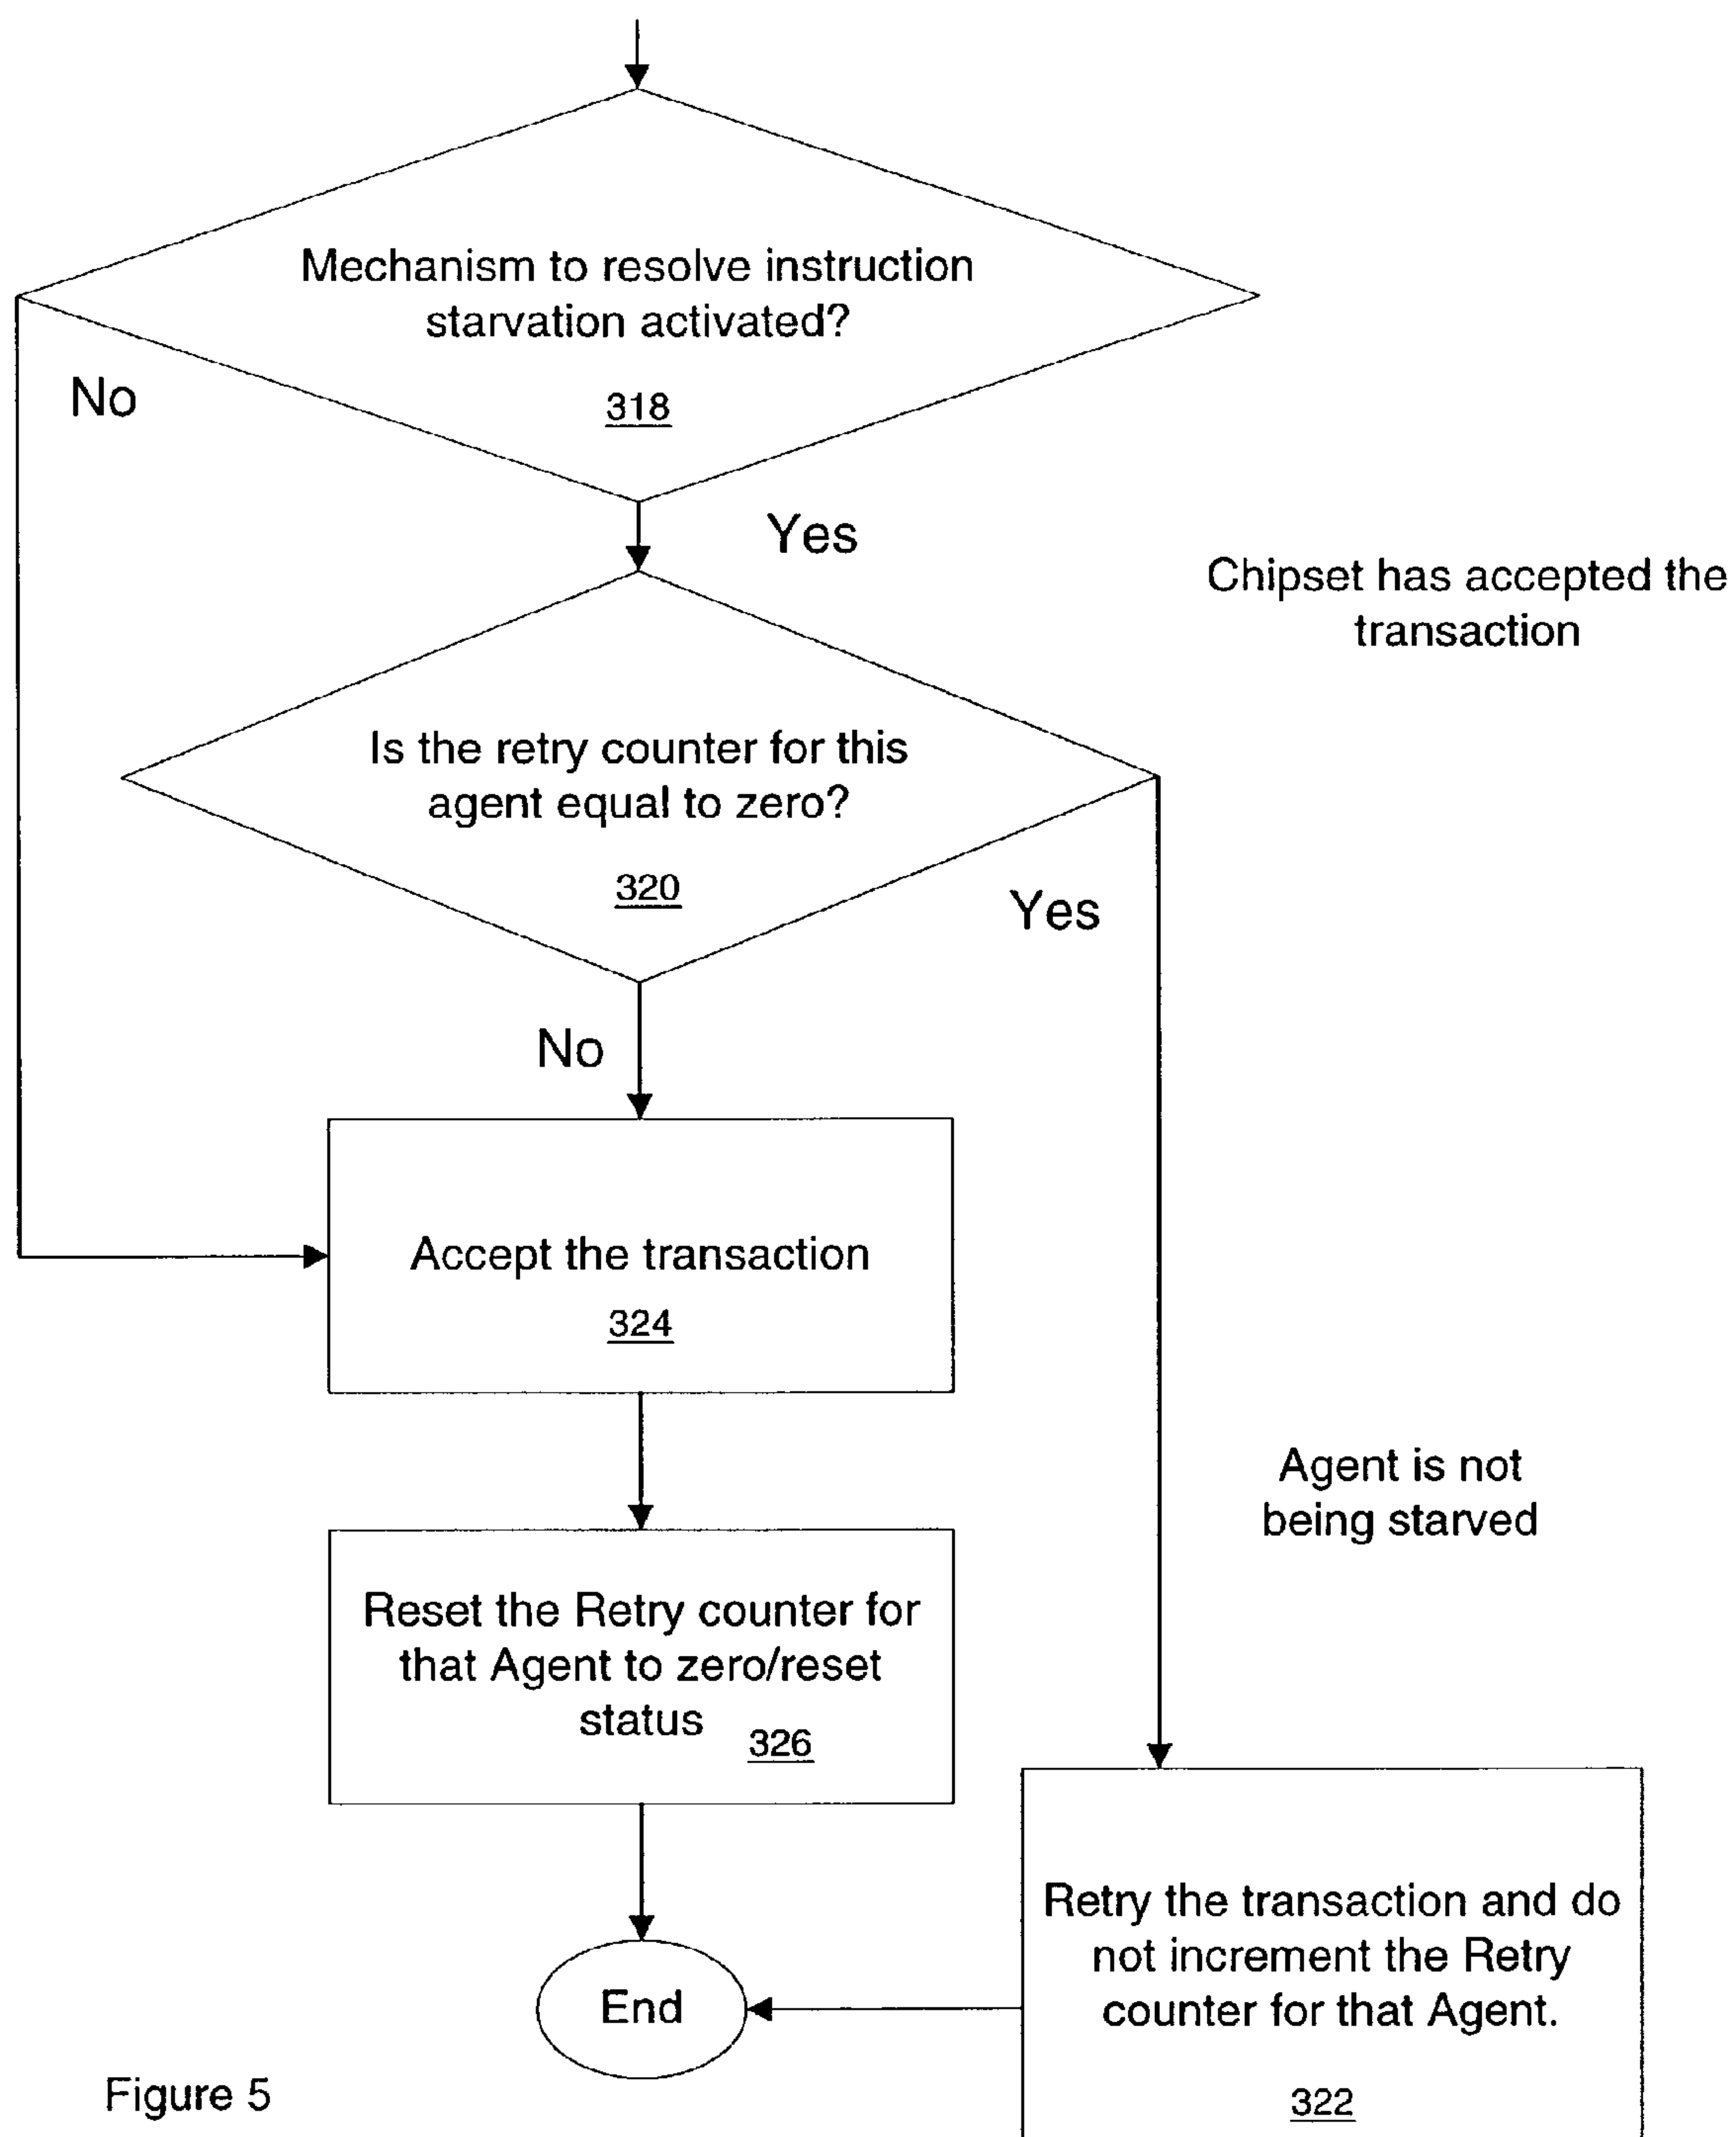 Mechanism to resolve instruction
starvation activated?
318
No
Yes
Chipset has accepted the
transaction
Is the retry counter for this
agent equal to zero?
320
Yes
No
Accept the transaction
324
Agent is not
being starved
Reset the Retry counter for
that Agent to zero/reset
status
326
Retry the transaction and do
not increment the Retry
counter for that Agent.
322
End
Figure 5